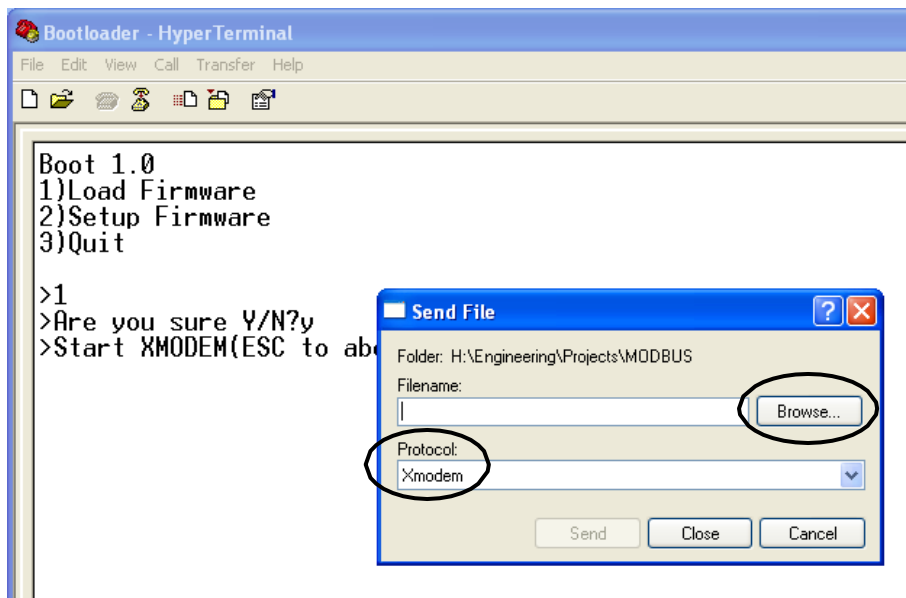 Bootloader - HyperTerminal
File Edit View Call Transfer Help
Boot 1.0
1)Load Firmware
2)Setup Firmware
3)Quit
>1
>Are you sure Y/N?y
>Start XMODEM(ESC to
Send File
Folder: H:\Engineering\Projects\MODBUS
Filename:
Browse...
Protocol:
Xmodem
Send Close Cancel